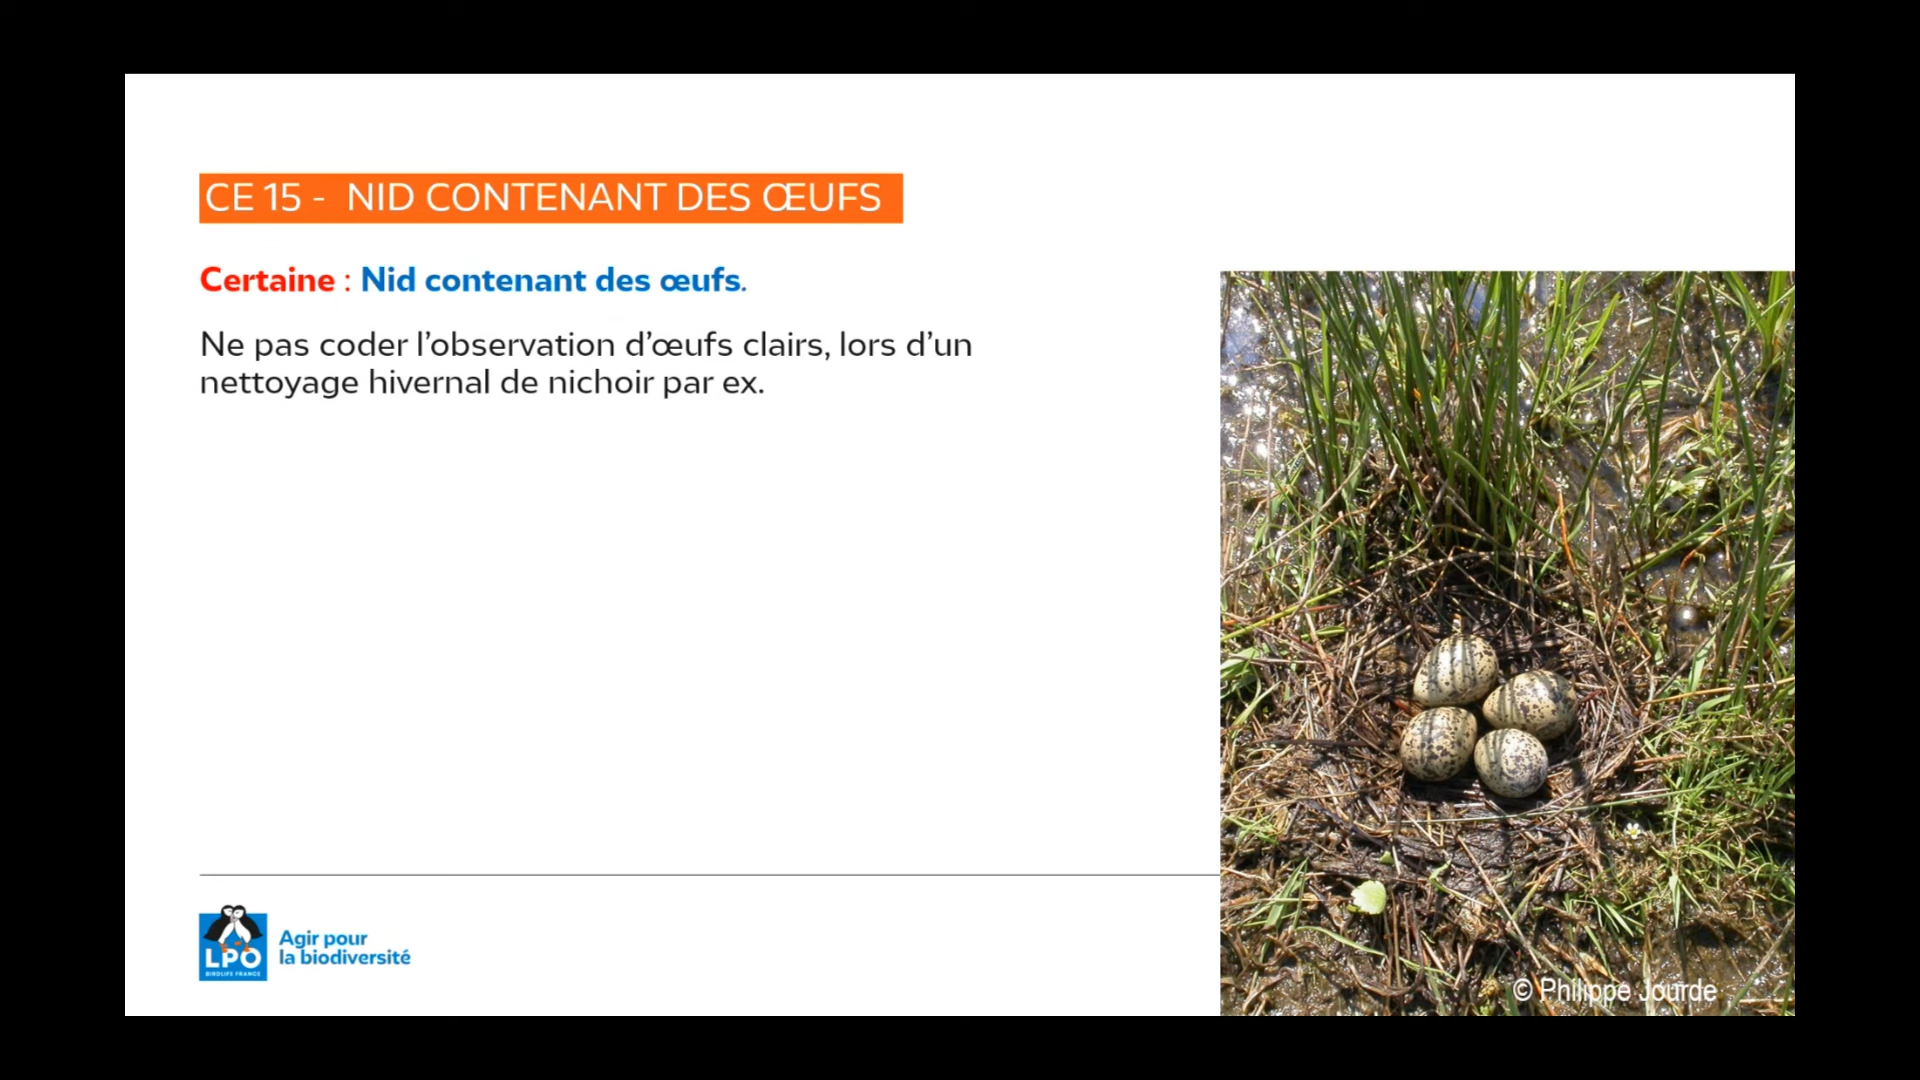 CE 15 - NID CONTENANT DES ŒUFS
Certaine : Nid contenant des œufs.
Ne pas coder l’observation d’œufs clairs, lors d’un
nettoyage hivernal de nichoir par ex.
LPO
BIRDLIFE FRANCE
Agir pour
la biodiversité
© Philippe Jourde